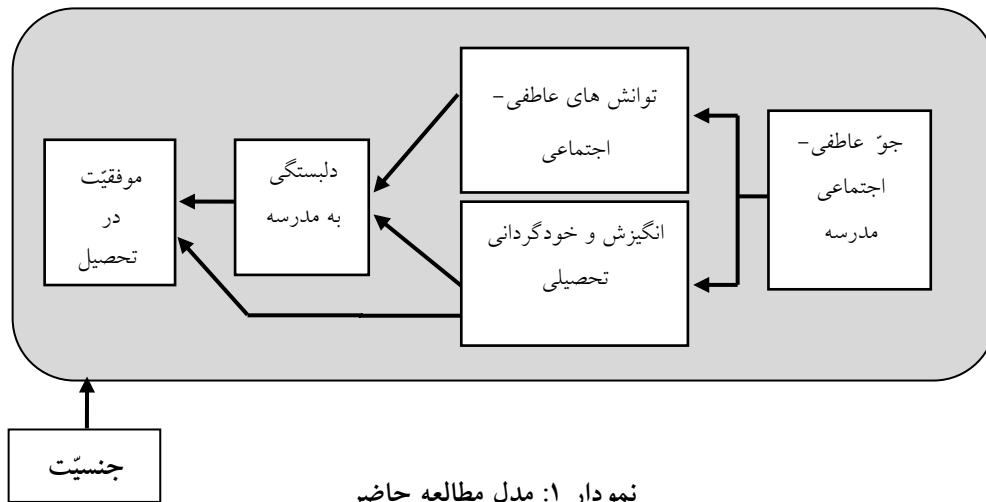 جوّ عاطفی-
اجتماعی
مدرسه
توانش های عاطفی-
اجتماعی
انگیزش و خودگردانی
تحصیلی
دلبستگی
به مدرسه
موفقیّت
در
تحصیل
جنسیّت
نمودار ۱: مدل مطالعه حاضر